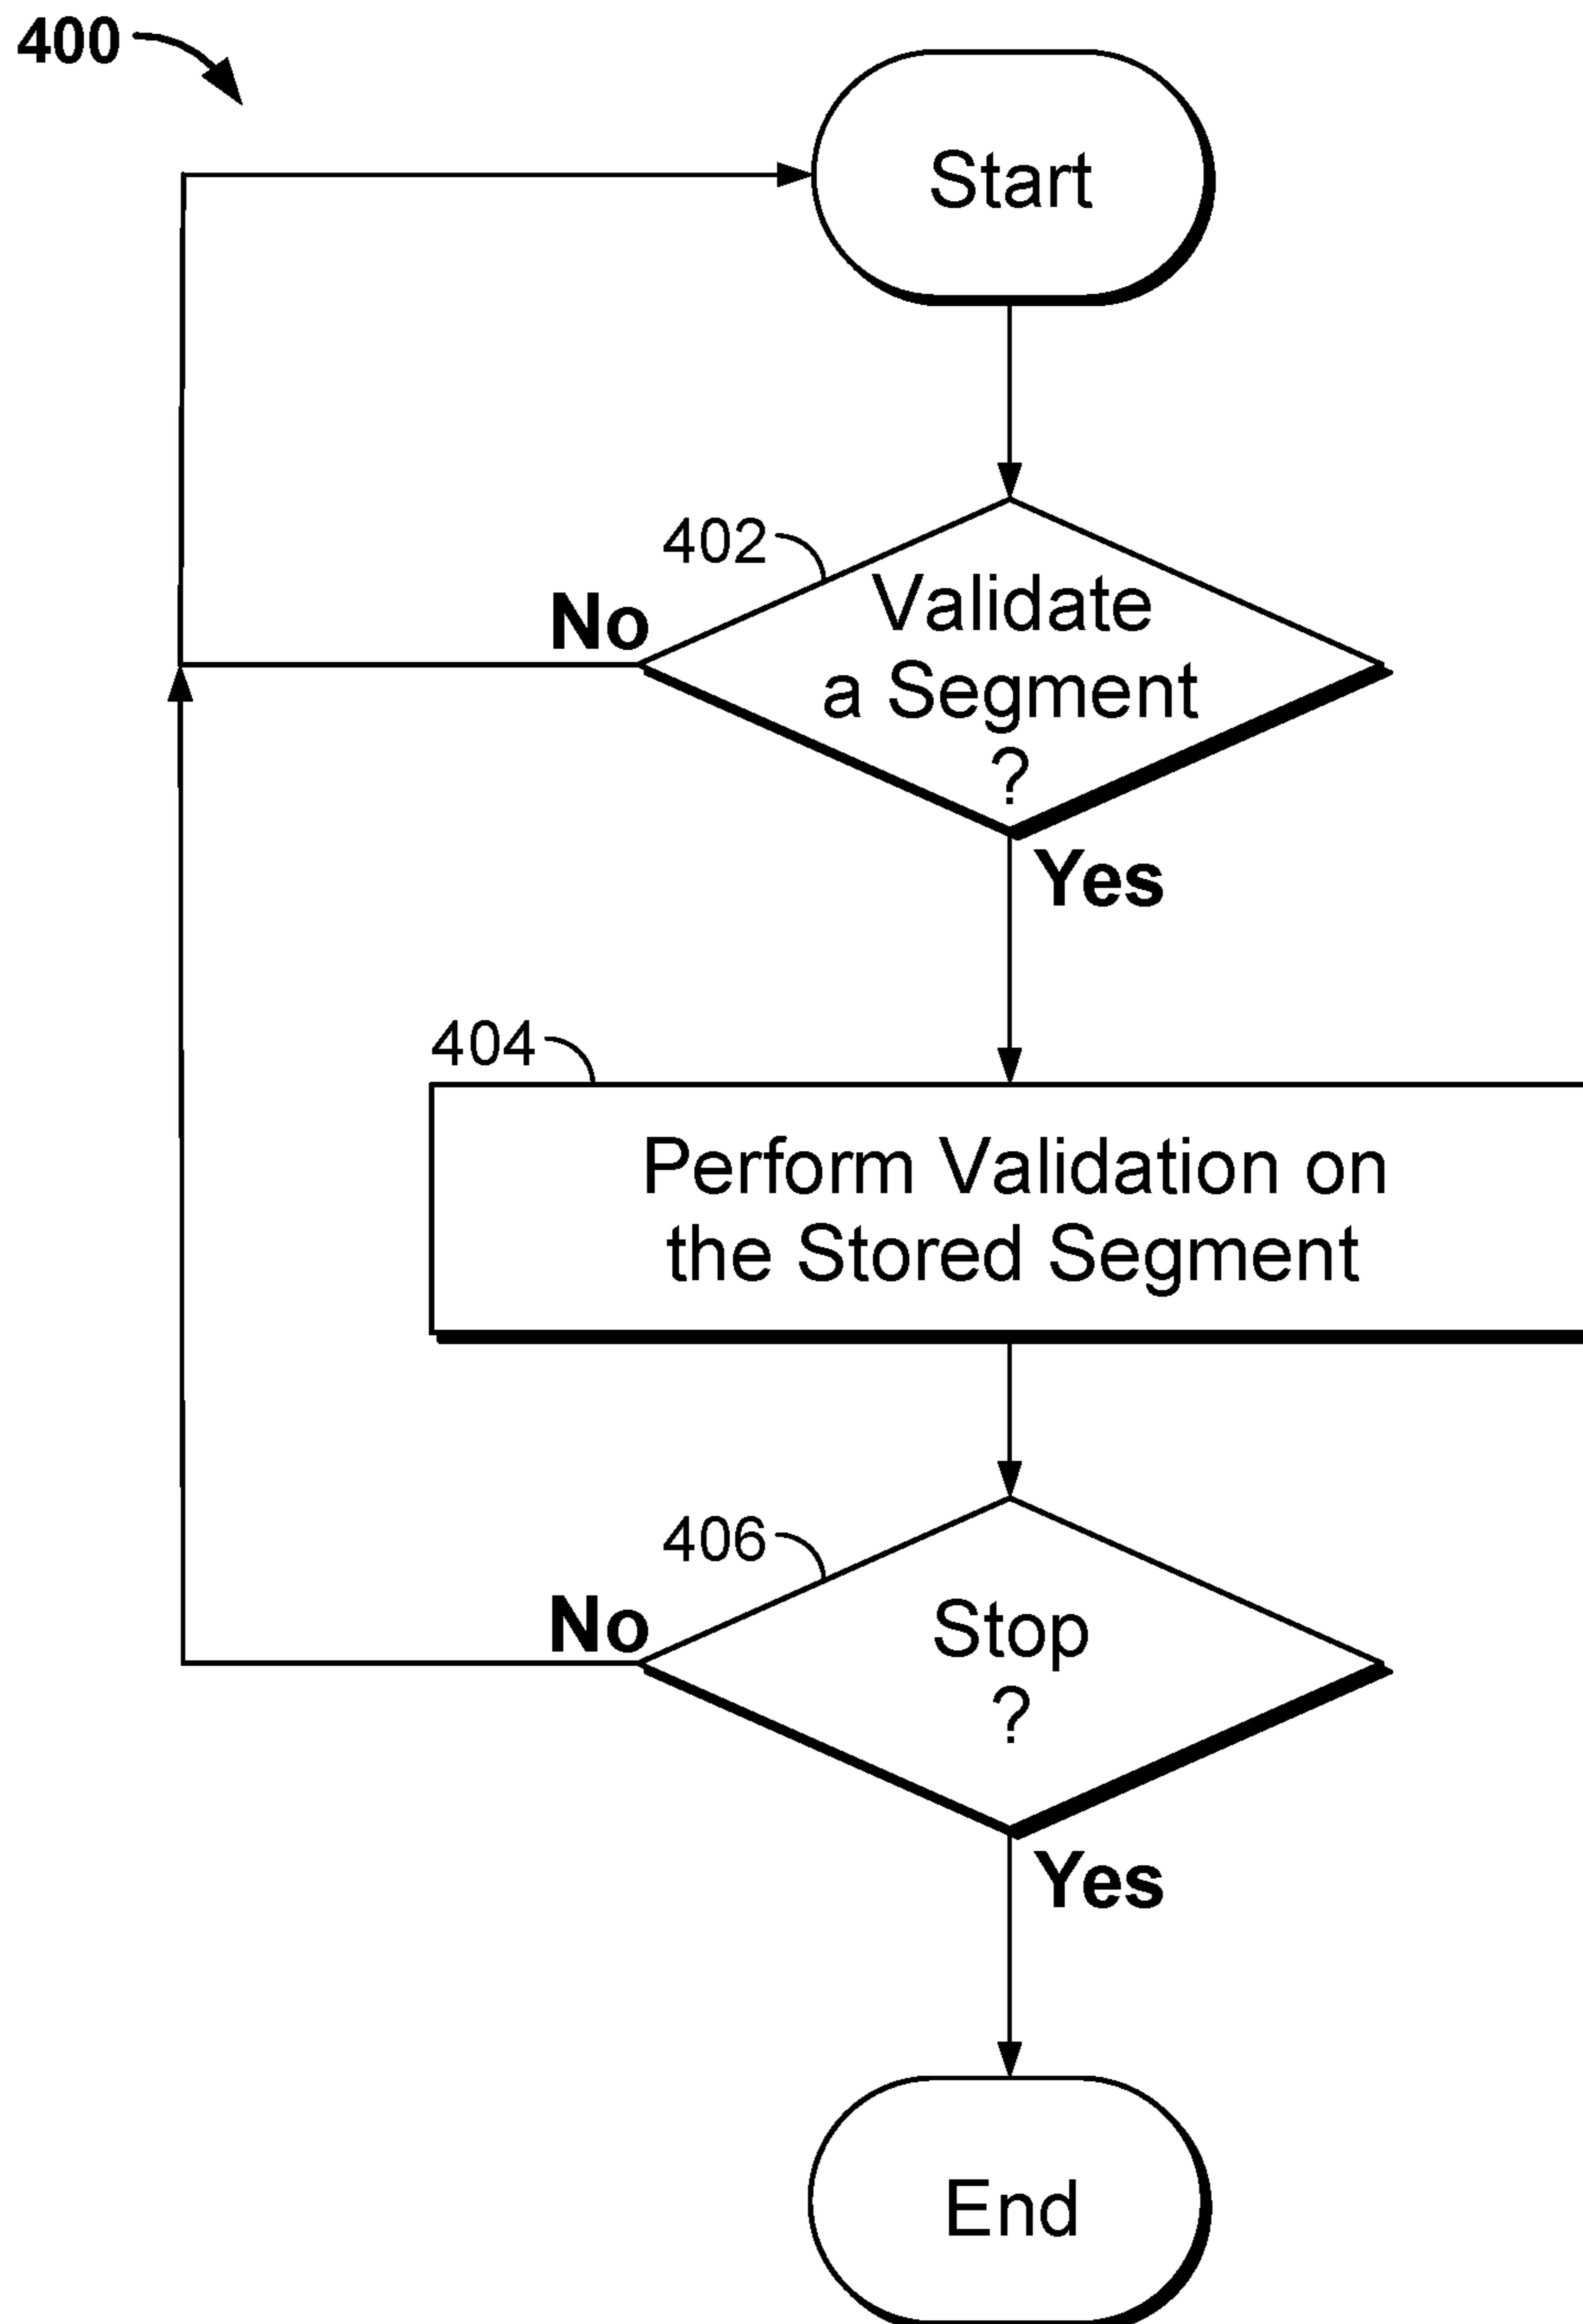 400
Start
402
No
Validate
a Segment
?
Yes
404
Perform Validation on
the Stored Segment
406
No
Stop
?
Yes
End